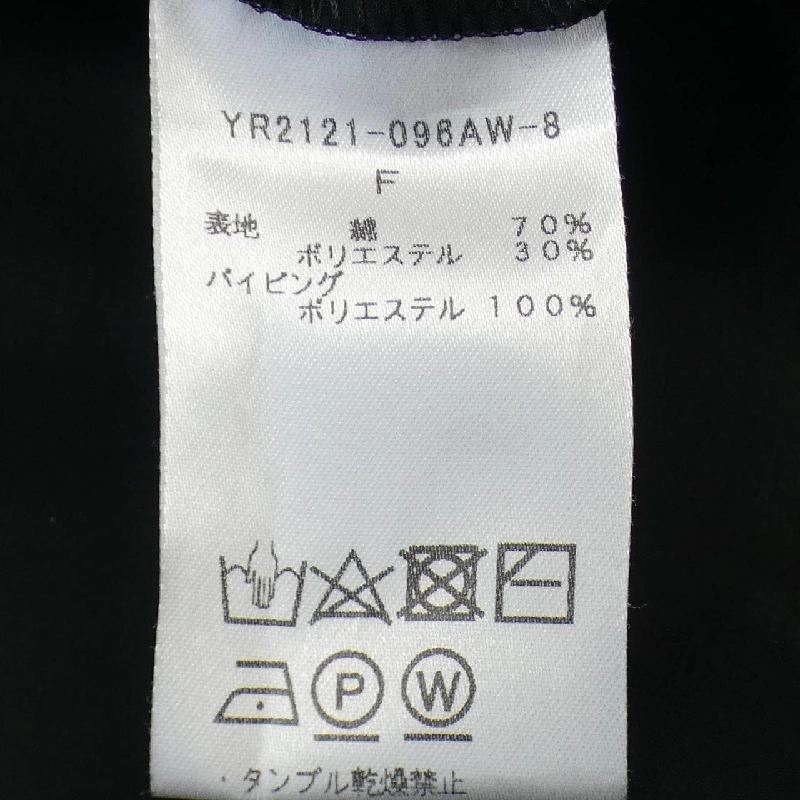 YR2121-096AW-8
F
表地 綿 70%
ポリエステル 30%
パイピング
ポリエステル 100%
P W
・タンブル乾燥禁止